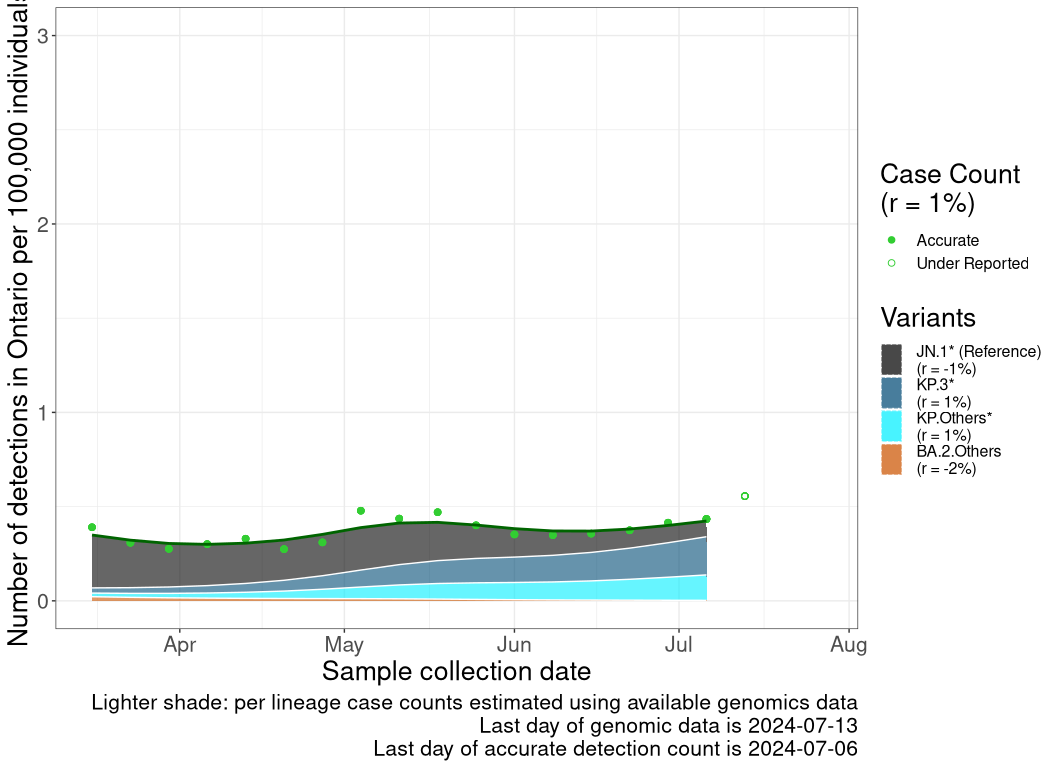 Number of detections in Ontario per 100,000 individuals
3
2
1
0
Apr
May
Jun
Jul
Aug
Sample collection date
Lighter shade: per lineage case counts estimated using available genomics data
Last day of genomic data is 2024-07-13
Last day of accurate detection count is 2024-07-06
Case Count
(r = 1%)
Accurate
Under Reported
Variants
JN.1* (Reference)
(r = -1%)
KP.3*
(r = 1%)
KP.Others*
(r = 1%)
BA.2.Others
(r = -2%)